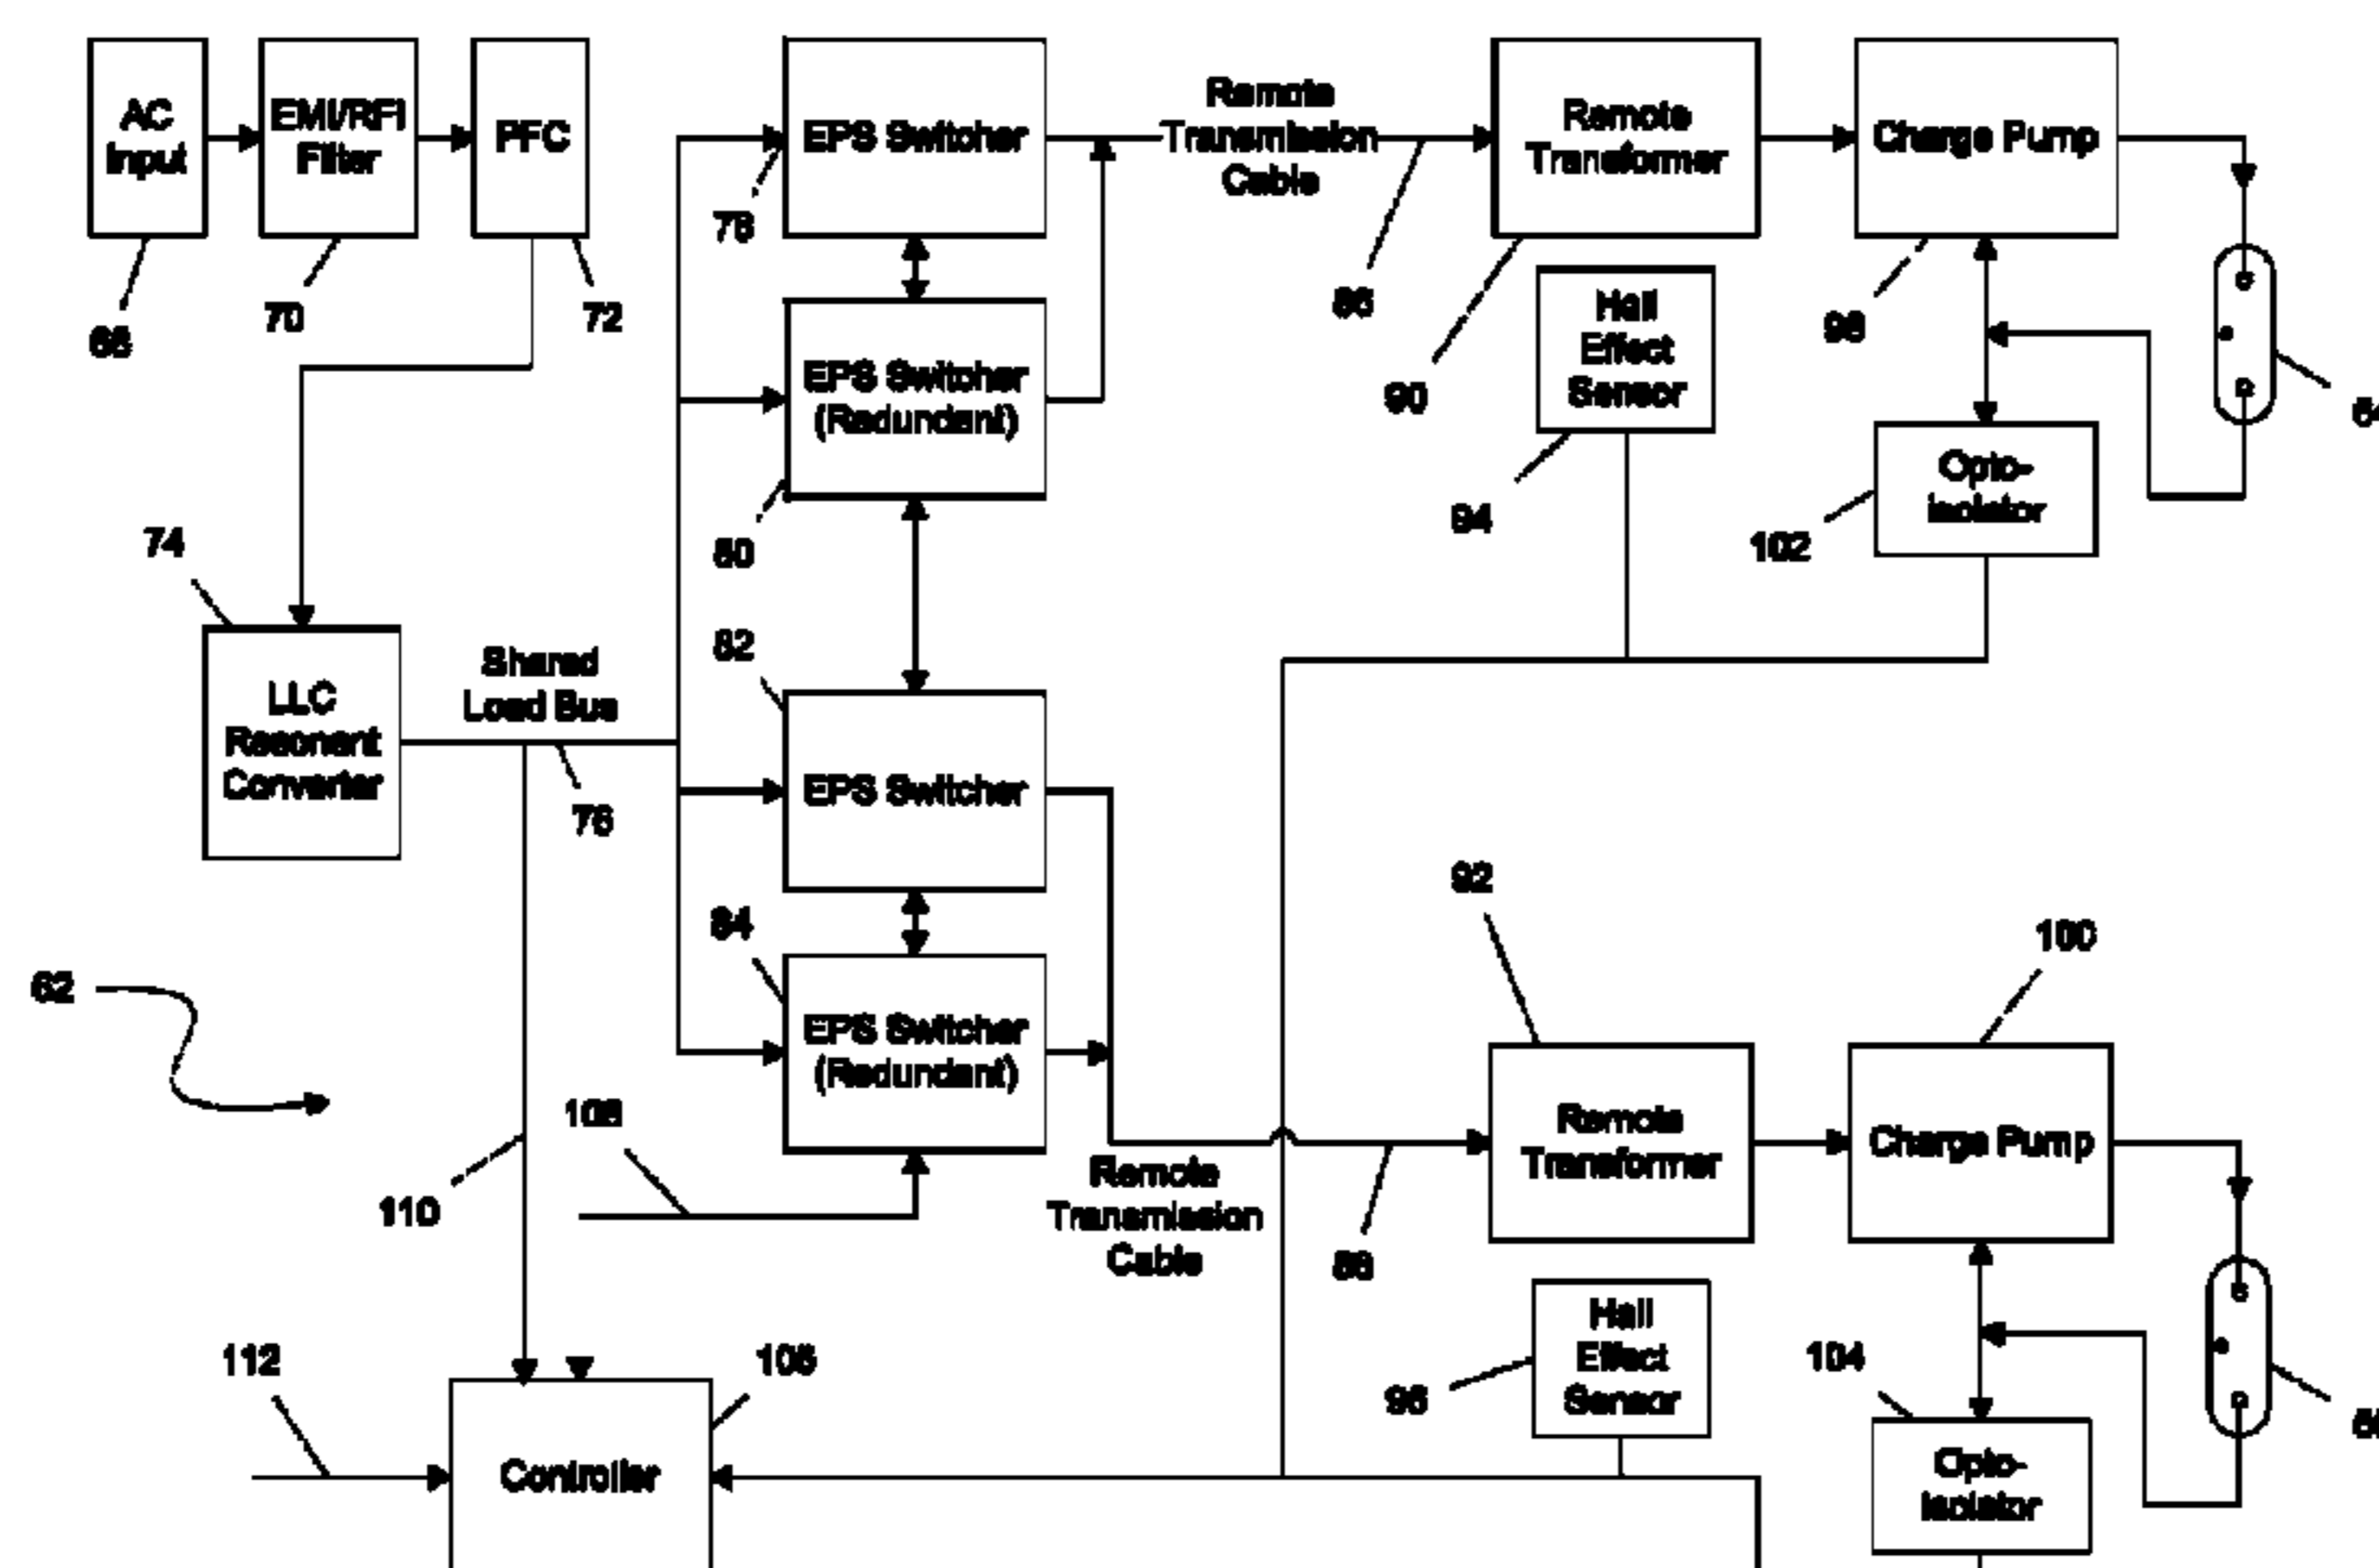 AC
Input
EMI/RFI
Filter
PFC
70
72
EPS Switcher
78
EPS Switcher
(Redundant)
80
Remote
Transmission
Cable
86
Remote
Transformer
90
Charge Pump
98
Hall
Effect
Sensor
94
Opto-
isolator
102
74
LLC
Resonant
Converter
Shared
Load Bus
76
82
EPS Switcher
84
EPS Switcher
(Redundant)
62
108
110
Remote
Transmission
Cable
88
92
Remote
Transformer
100
Charge Pump
Hall
Effect
Sensor
96
104
Opto-
isolator
112
Controller